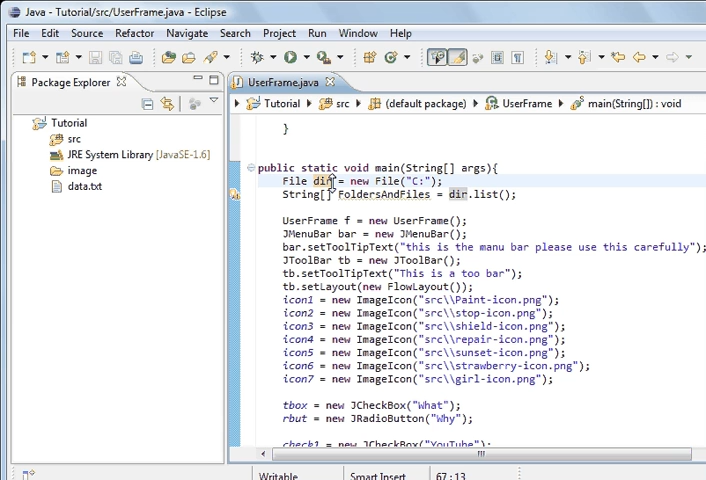 Java - Tutorial/src/UserFrame.java - Eclipse
File Edit Source Refactor Navigate Search Project Run Window Help
Package Explorer
UserFrame.java
Tutorial src (default package) UserFrame main(String[]) : void
Tutorial
src
JRE System Library [JavaSE-1.6]
image
data.txt
}
public static void main(String[] args){
File dir = new File("C:");
String[] FoldersAndFiles = dir.list();
UserFrame f = new UserFrame();
JMenuBar bar = new JMenuBar();
bar.setToolTipText("this is the manu bar please use this carefully");
JToolBar tb = new JToolBar();
tb.setToolTipText("This is a too bar");
tb.setLayout(new FlowLayout());
icon1 = new ImageIcon("src\\Paint-icon.png");
icon2 = new ImageIcon("src\\stop-icon.png");
icon3 = new ImageIcon("src\\shield-icon.png");
icon4 = new ImageIcon("src\\repair-icon.png");
icon5 = new ImageIcon("src\\sunset-icon.png");
icon6 = new ImageIcon("src\\strawberry-icon.png");
icon7 = new ImageIcon("src\\girl-icon.png");
tbox = new JCheckBox("What");
rbut = new JRadioButton("Why");
check1 = new JCheckBox("YouTube");
Writable Smart Insert 67 : 13